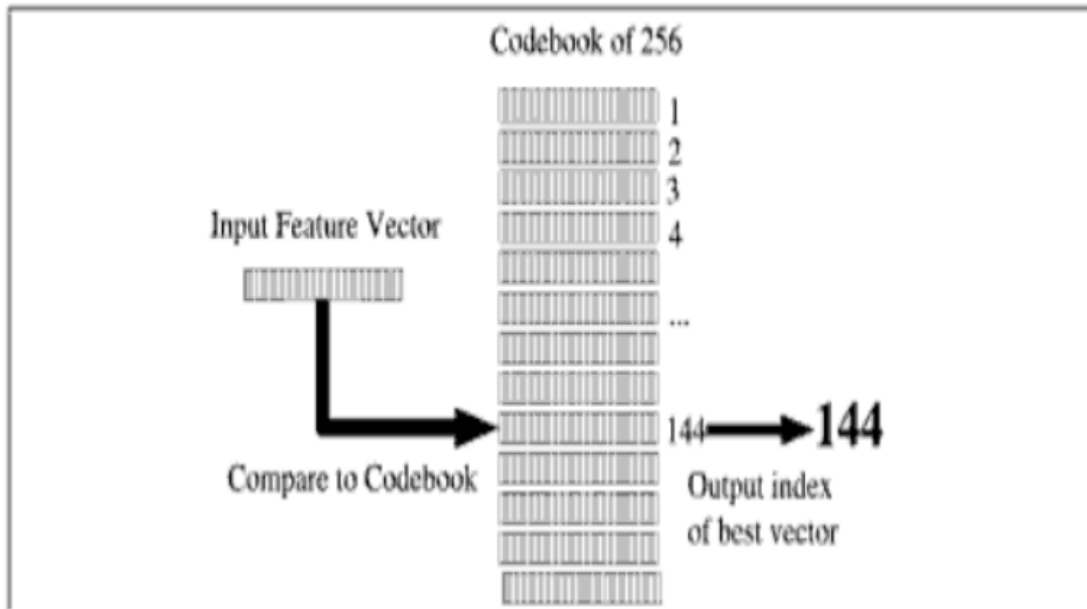 Codebook of 256
1
2
3
Input Feature Vector
4
...
144
144
Compare to Codebook
Output index
of best vector